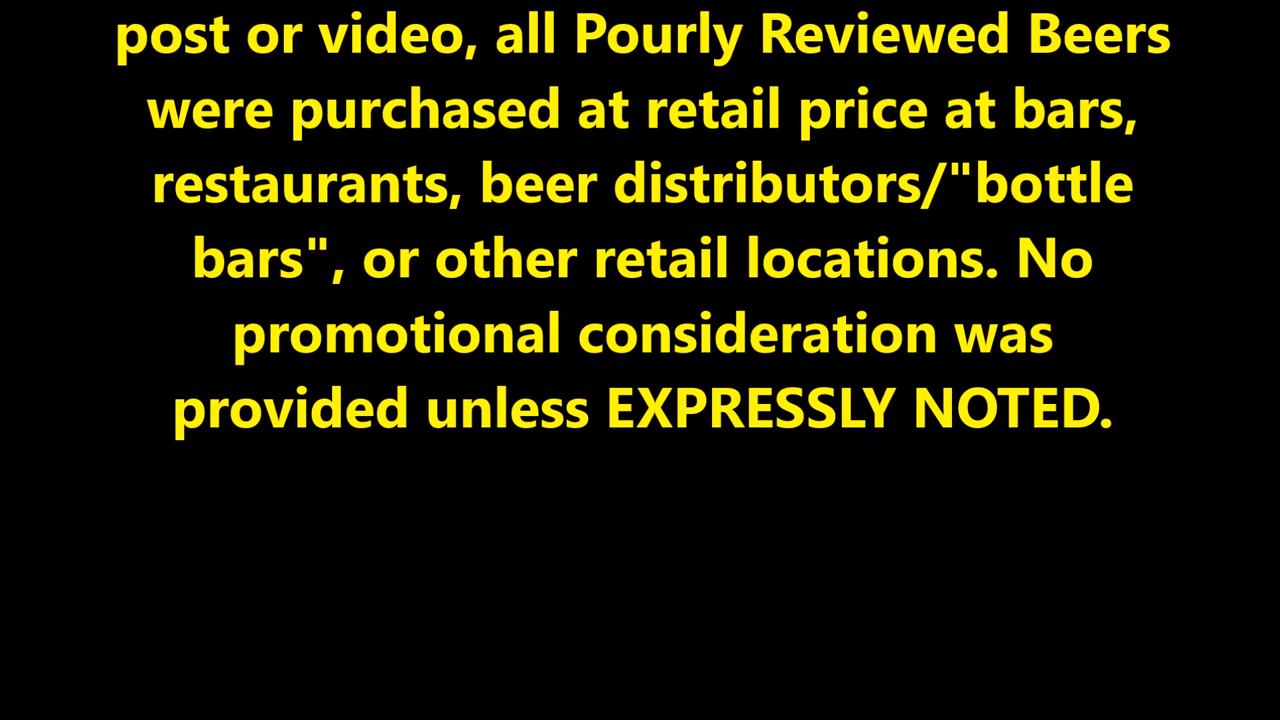 post or video, all Pourly Reviewed Beers
were purchased at retail price at bars,
restaurants, beer distributors/"bottle
bars", or other retail locations. No
promotional consideration was
provided unless EXPRESSLY NOTED.